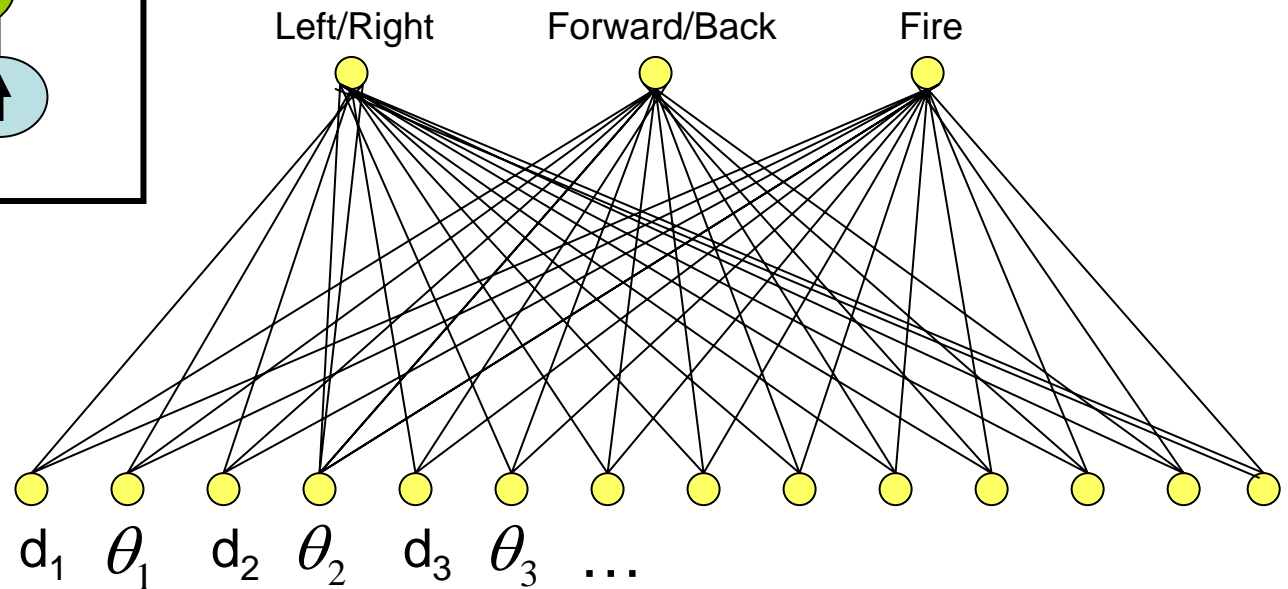 Left/Right Forward/Back Fire
d₁ θ₁ d₂ θ₂ d₃ θ₃ ...